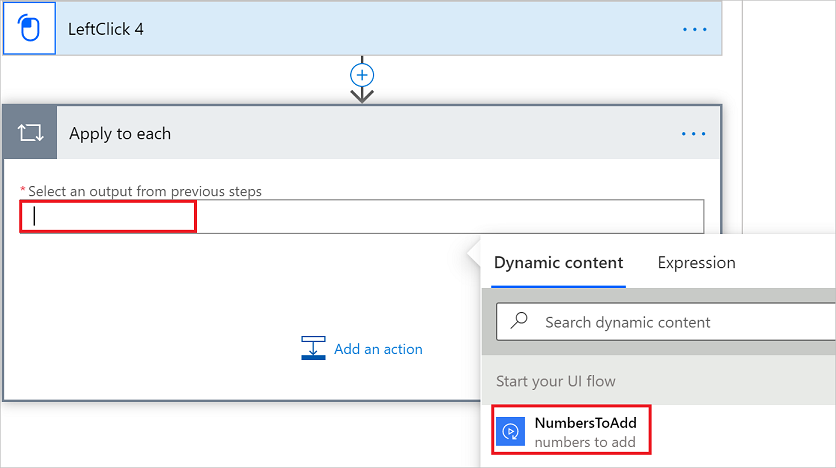 LeftClick 4
Apply to each
* Select an output from previous steps
Dynamic content
Expression
Search dynamic content
Add an action
Start your UI flow
NumbersToAdd
numbers to add